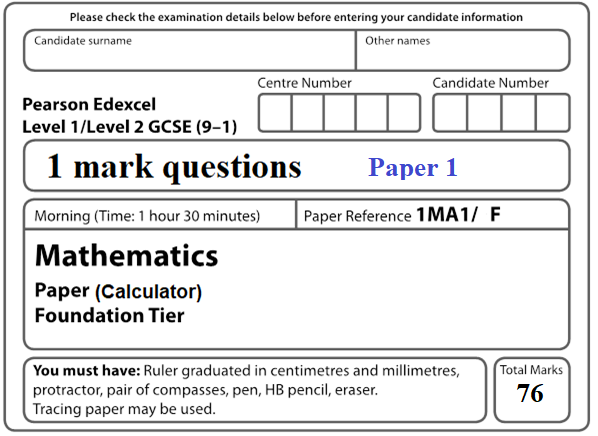 Please check the examination details below before entering your candidate information
Candidate surname
Other names
Centre Number
Candidate Number
Pearson Edexcel
Level 1/Level 2 GCSE (9–1)
1 mark questions Paper 1
Morning (Time: 1 hour 30 minutes)
Paper Reference 1MA1/ F
Mathematics
Paper (Calculator)
Foundation Tier
You must have: Ruler graduated in centimetres and millimetres,
protractor, pair of compasses, pen, HB pencil, eraser.
Tracing paper may be used.
Total Marks
76